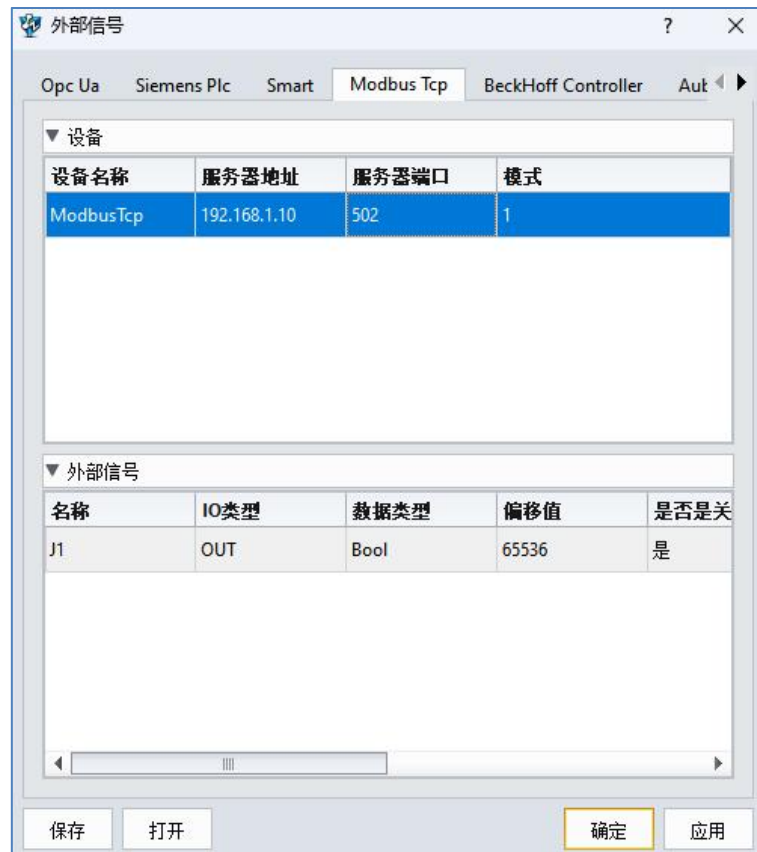 外部信号 ?
Opc Ua Siemens Plc Smart Modbus Tcp BeckHoff Controller Aub
设备
设备名称 服务器地址 服务器端口 模式
ModbusTcp 192.168.1.10 502 1
外部信号
名称 IO类型 数据类型 偏移值 是否是关
J1 OUT Bool 65536 是
保存 打开 确定 应用